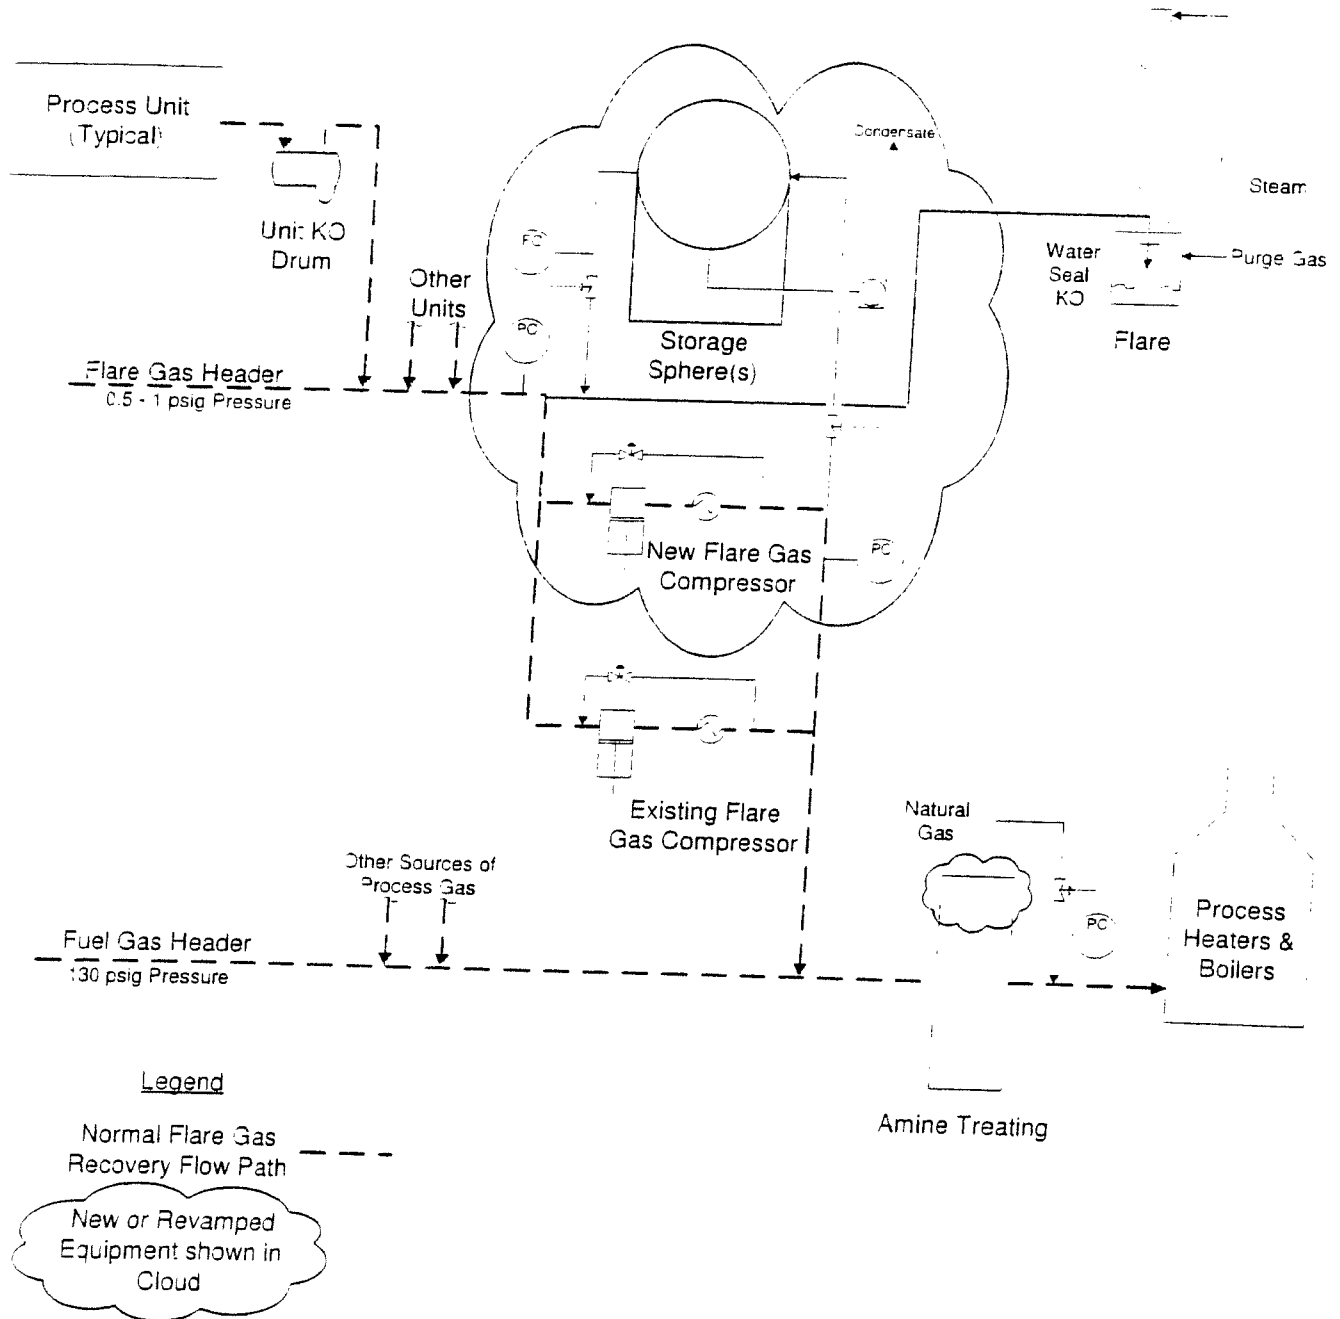 Process Unit
(Typical)
Unit KO
Drum
Other
Units
Flare Gas Header
0.5 - 1 psig Pressure
FC
PC
Storage
Sphere(s)
Condensate
Steam
Water
Seal
KO
Purge Gas
Flare
New Flare Gas
Compressor
PC
Existing Flare
Gas Compressor
Other Sources of
Process Gas
Fuel Gas Header
130 psig Pressure
Natural
Gas
PC
Process
Heaters &
Boilers
Amine Treating
Legend
Normal Flare Gas
Recovery Flow Path
New or Revamped
Equipment shown in
Cloud